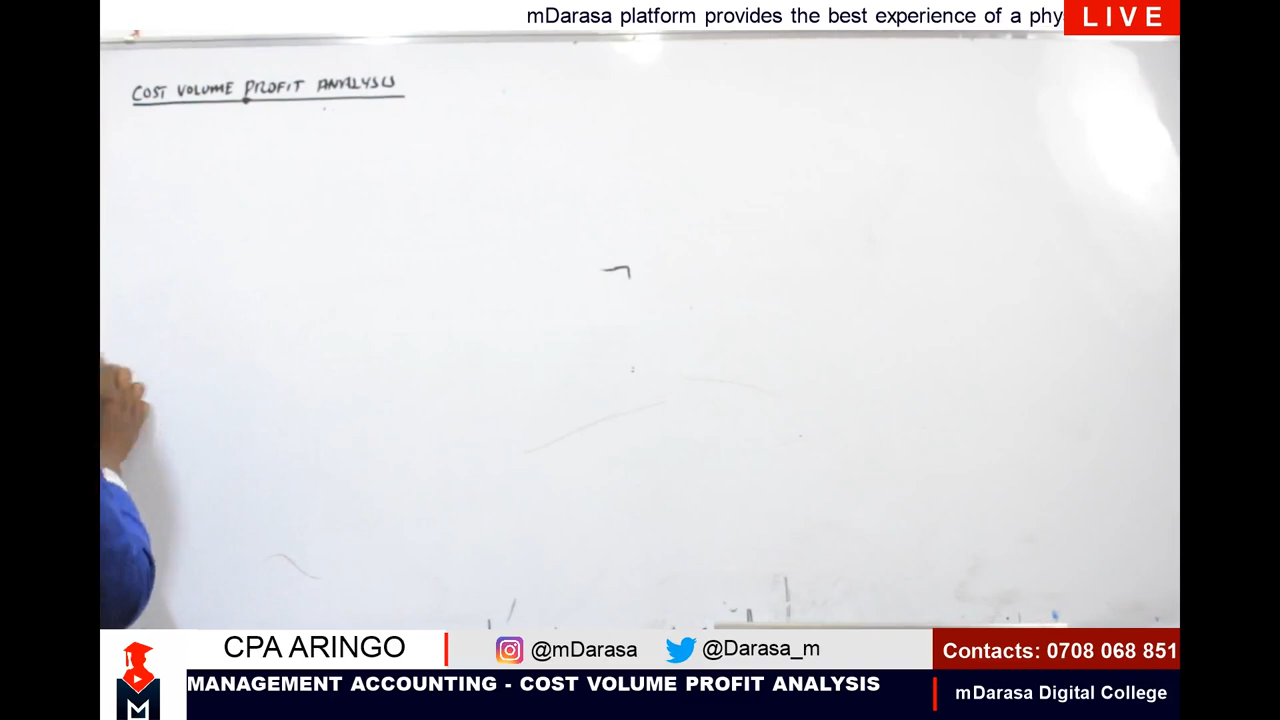 mDarasa platform provides the best experience of a phy
LIVE
COST VOLUME PROFIT ANALYSIS
CPA ARINGO
@mDarasa
@Darasa_m
Contacts: 0708 068 851
MANAGEMENT ACCOUNTING - COST VOLUME PROFIT ANALYSIS
mDarasa Digital College
M